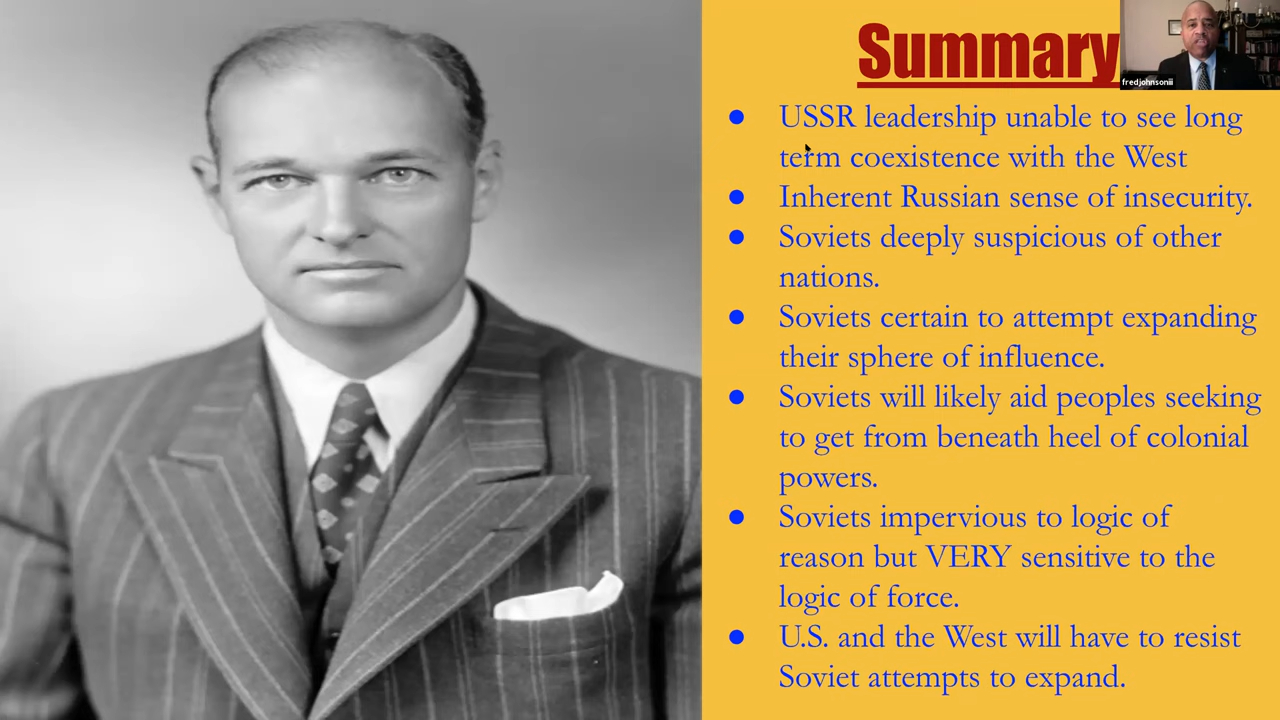 Summary
fredjohnsoniii
● USSR leadership unable to see long
term coexistence with the West
● Inherent Russian sense of insecurity.
● Soviets deeply suspicious of other
nations.
● Soviets certain to attempt expanding
their sphere of influence.
● Soviets will likely aid peoples seeking
to get from beneath heel of colonial
powers.
● Soviets impervious to logic of
reason but VERY sensitive to the
logic of force.
● U.S. and the West will have to resist
Soviet attempts to expand.